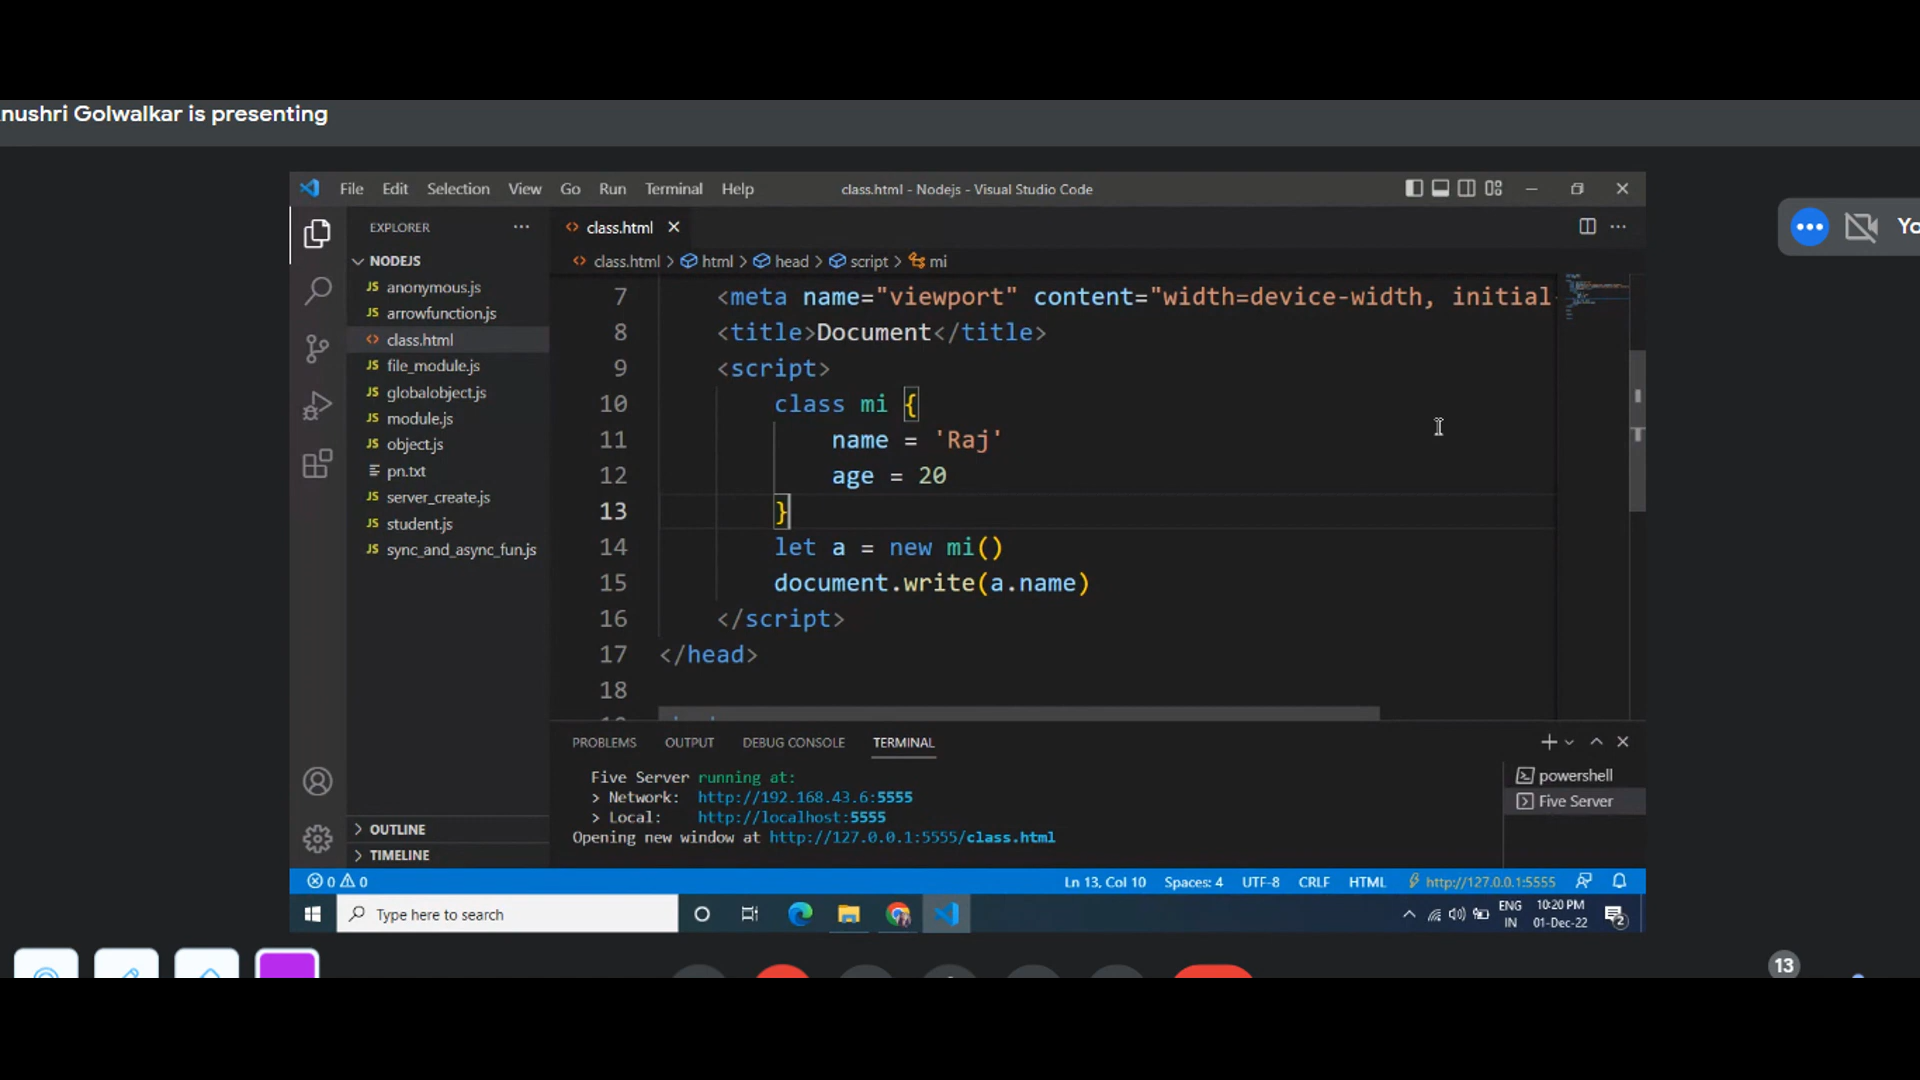 nushri Golwalkar is presenting
File Edit Selection View Go Run Terminal Help
class.html - Nodejs - Visual Studio Code
EXPLORER
NODEJS
anonymous.js
arrowfunction.js
class.html
file_module.js
globalobject.js
module.js
object.js
pn.txt
server_create.js
student.js
sync_and_async_fun.js
OUTLINE
TIMELINE
class.html
class.html > html > head > script > mi
7 <meta name="viewport" content="width=device-width, initial-
8 <title>Document</title>
9 <script>
10 class mi {
11 name = 'Raj'
12 age = 20
13 }
14 let a = new mi()
15 document.write(a.name)
16 </script>
17 </head>
18
PROBLEMS OUTPUT DEBUG CONSOLE TERMINAL
Five Server running at:
> Network: http://192.168.43.6:5555
> Local: http://localhost:5555
Opening new window at http://127.0.0.1:5555/class.html
powershell
Five Server
0 0
Ln 13, Col 10 Spaces: 4 UTF-8 CRLF HTML http://127.0.0.1:5555
Type here to search
ENG
IN
10:20 PM
01-Dec-22
2
Yo
13